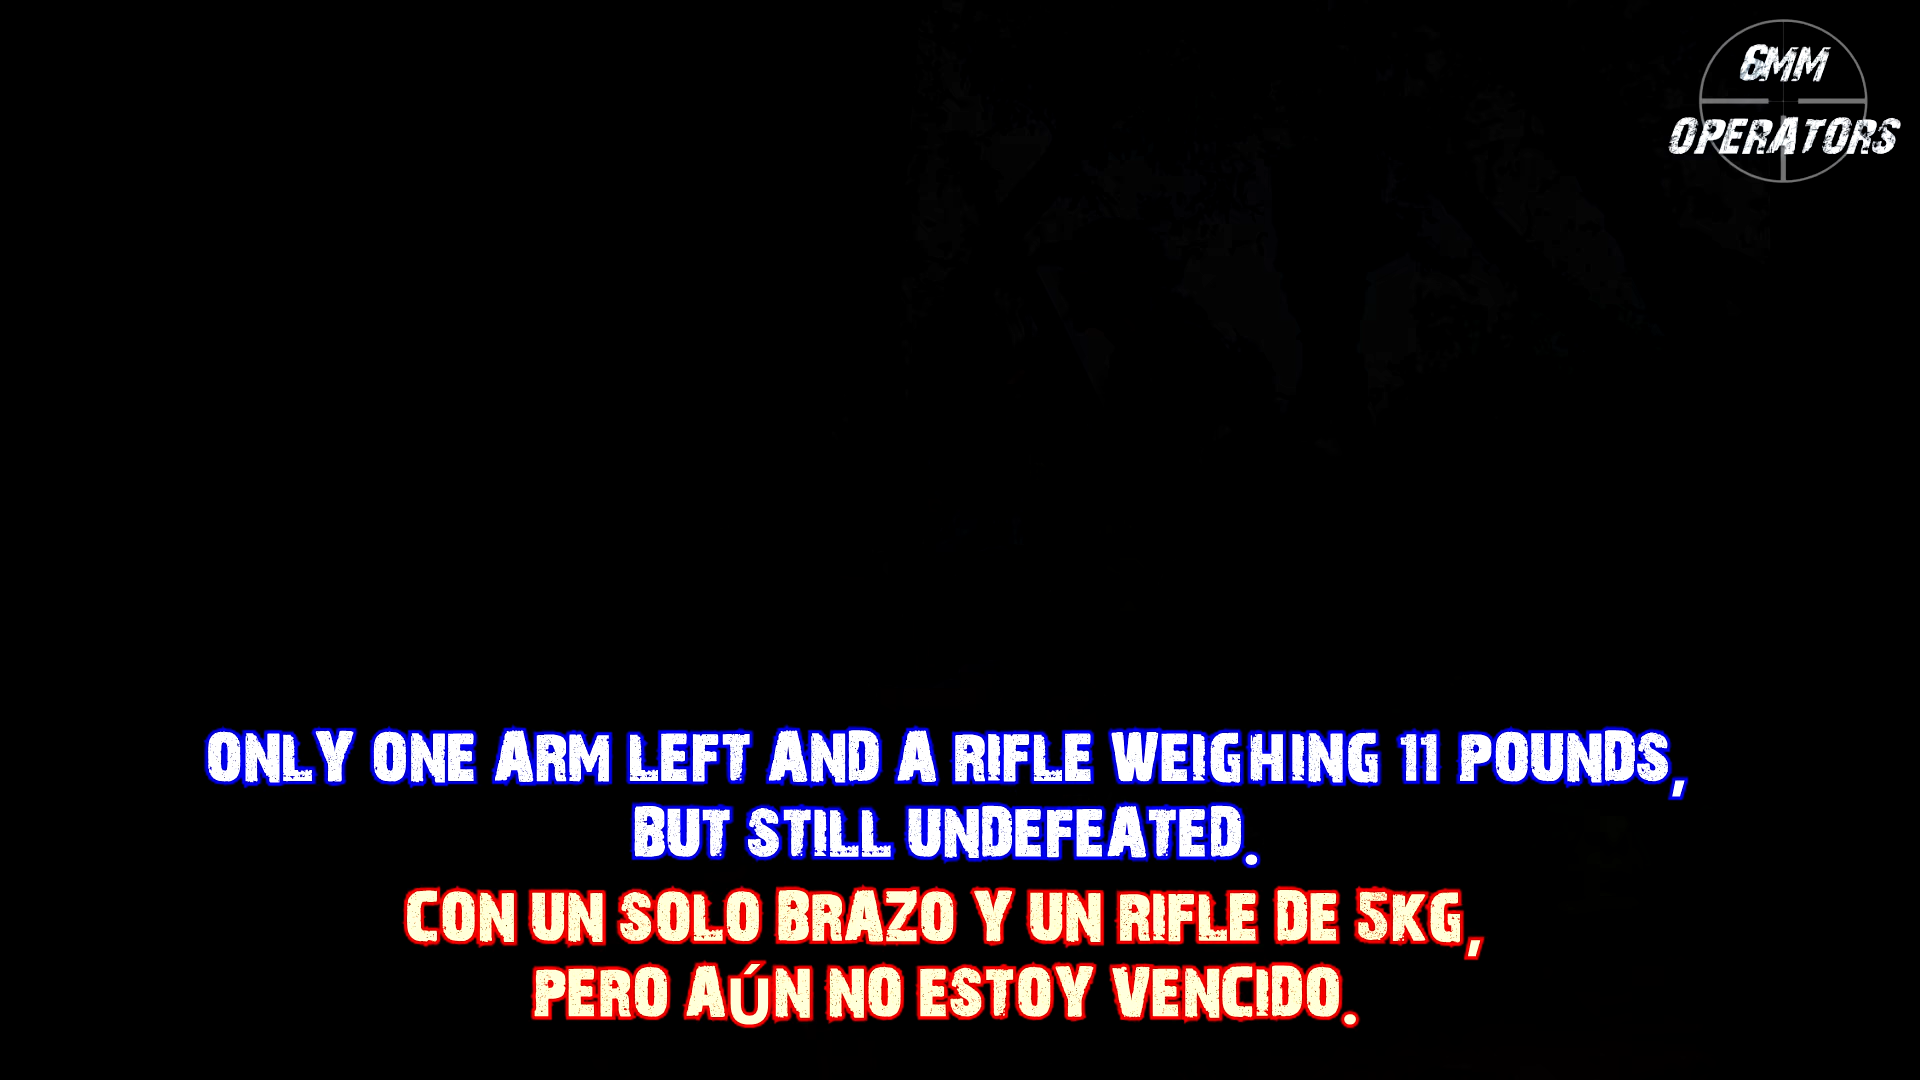 6MM
OPERATORS
ONLY ONE ARM LEFT AND A RIFLE WEIGHING 11 POUNDS,
BUT STILL UNDEFEATED.
CON UN SOLO BRAZO Y UN RIFLE DE 5KG,
PERO AÚN NO ESTOY VENCIDO.